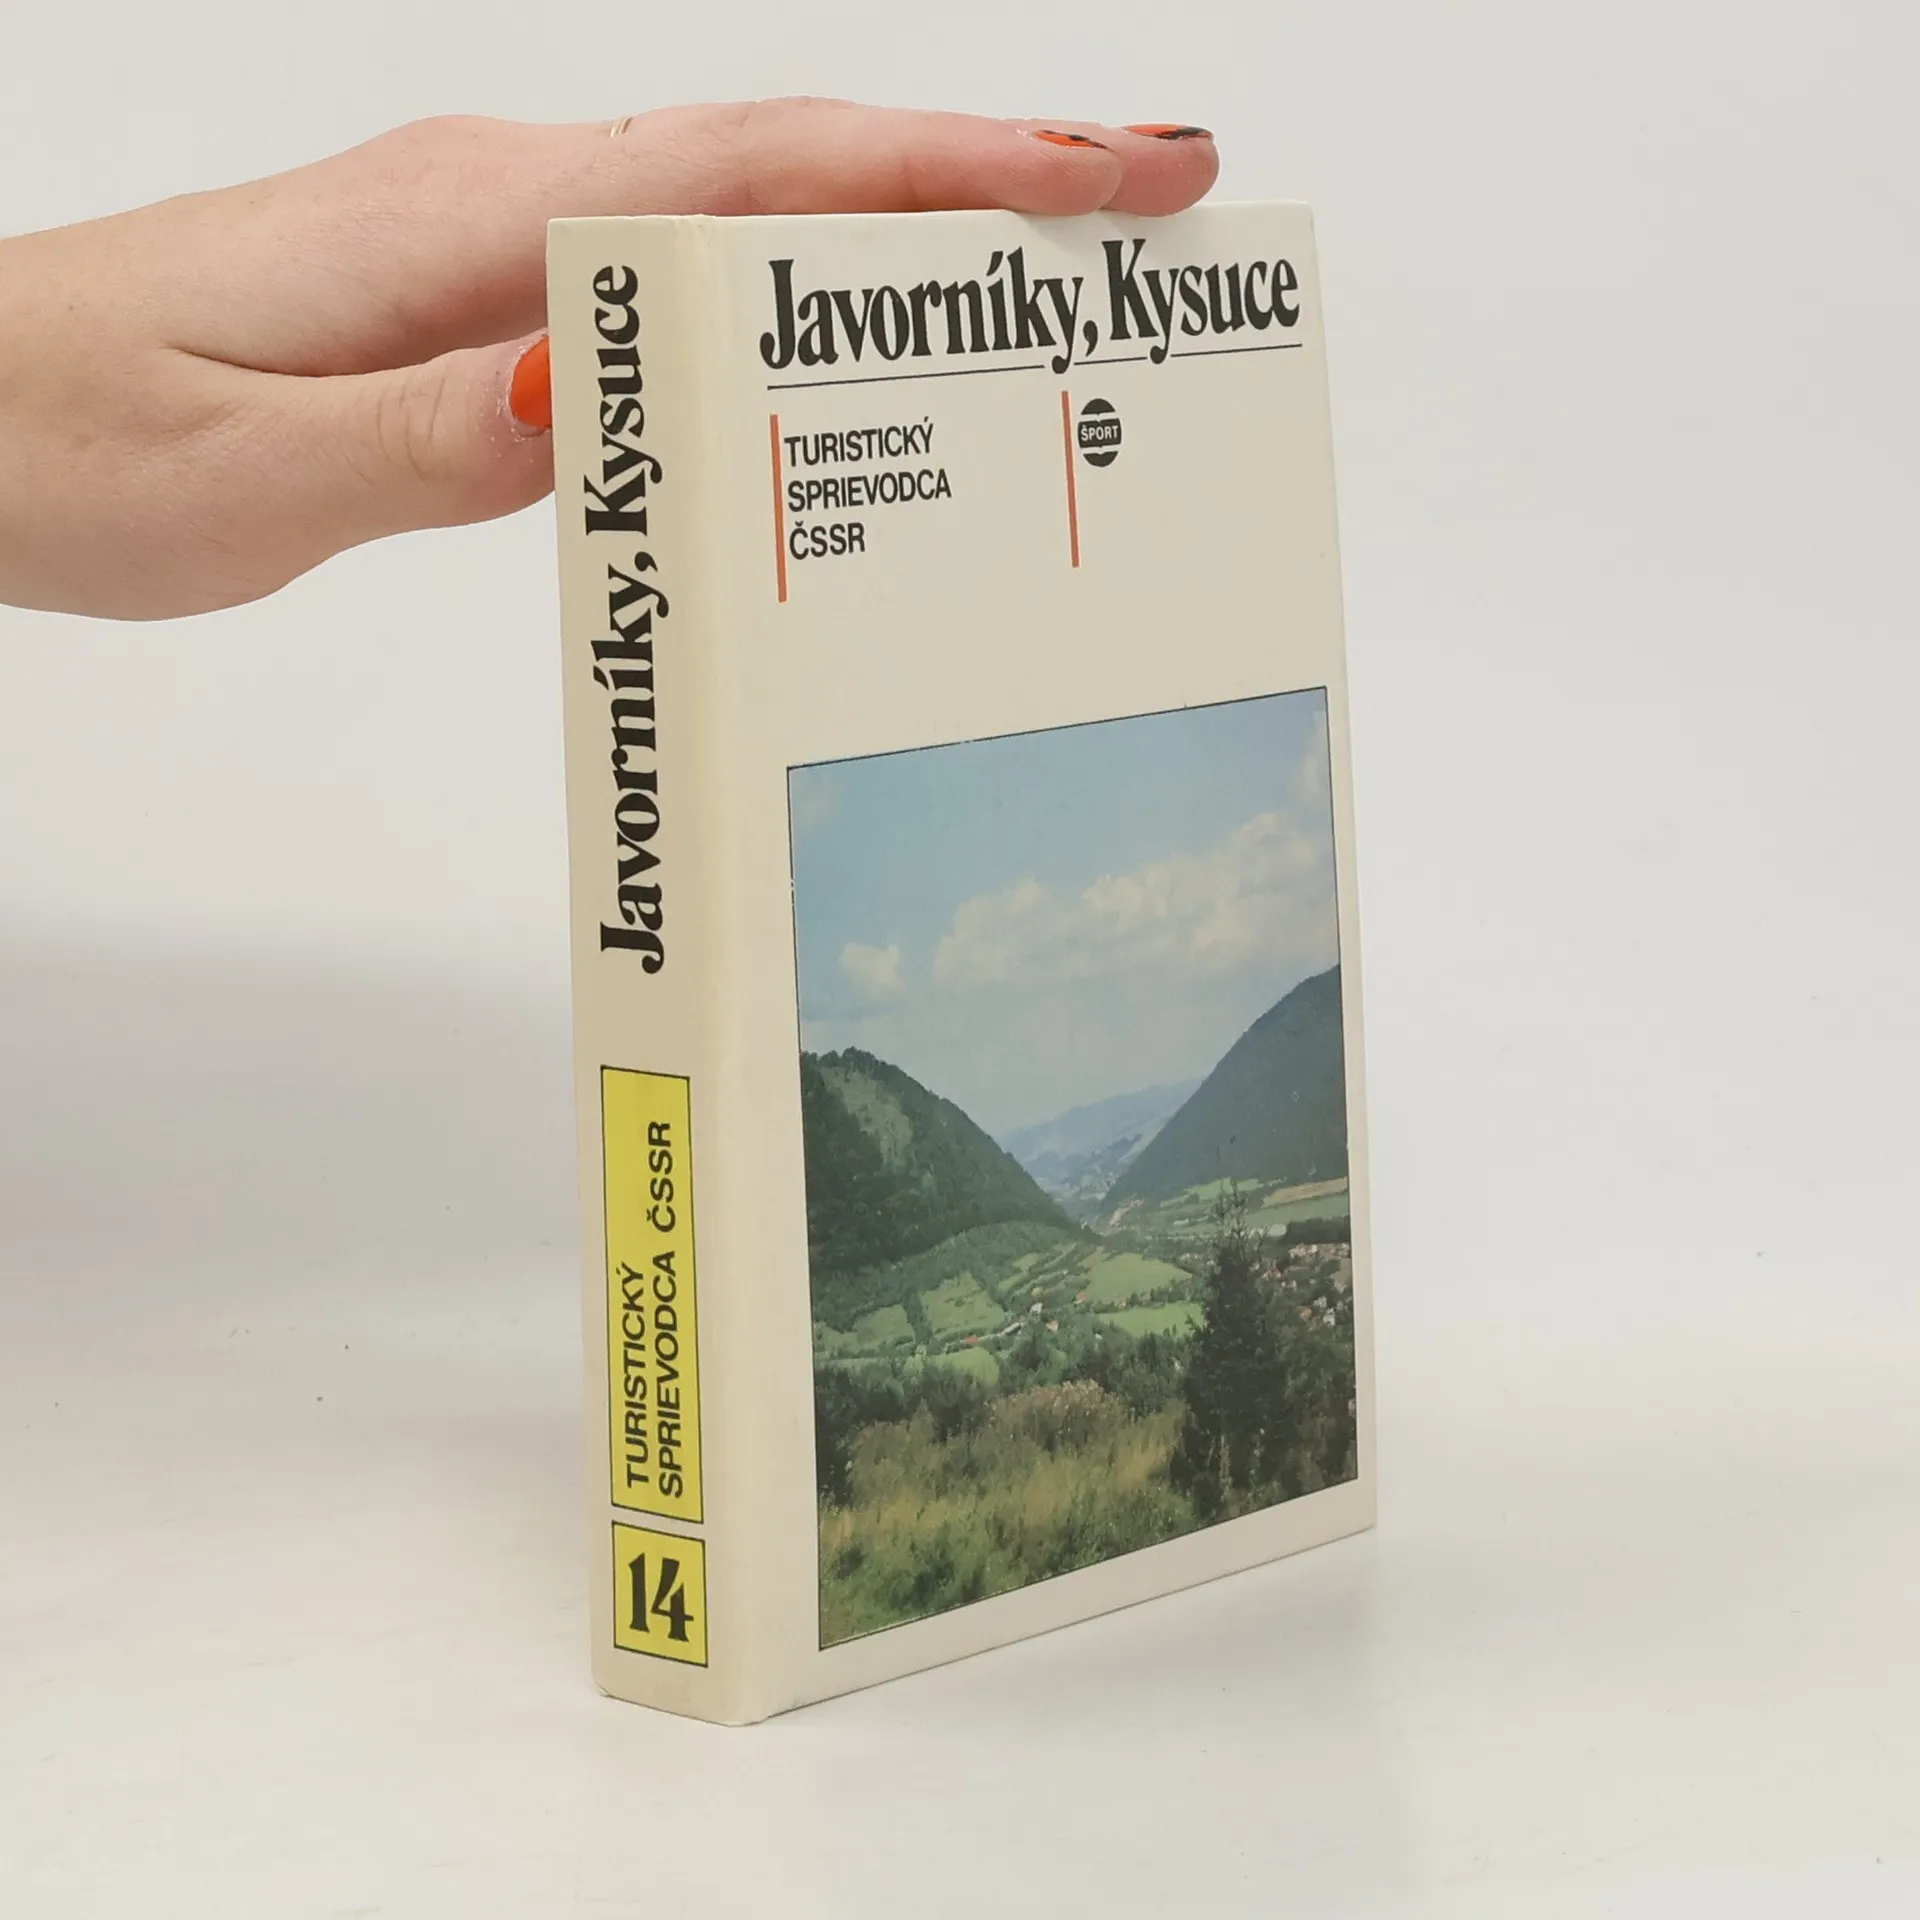 Javorníky, Kysuce
TURISTICKÝ
SPRIEVODCA
ČSSR
ŠPORT
Javorníky, Kysuce
TURISTICKÝ
SPRIEVODCA ČSSR
14